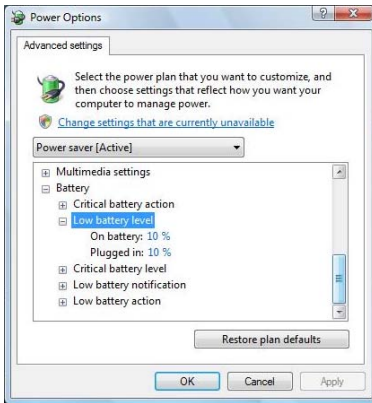 Power Options
Advanced settings
Select the power plan that you want to customize, and
then choose settings that reflect how you want your
computer to manage power.
Change settings that are currently unavailable
Power saver [Active]
Multimedia settings
Battery
Critical battery action
Low battery level
On battery: 10 %
Plugged in: 10 %
Critical battery level
Low battery notification
Low battery action
Restore plan defaults
OK Cancel Apply